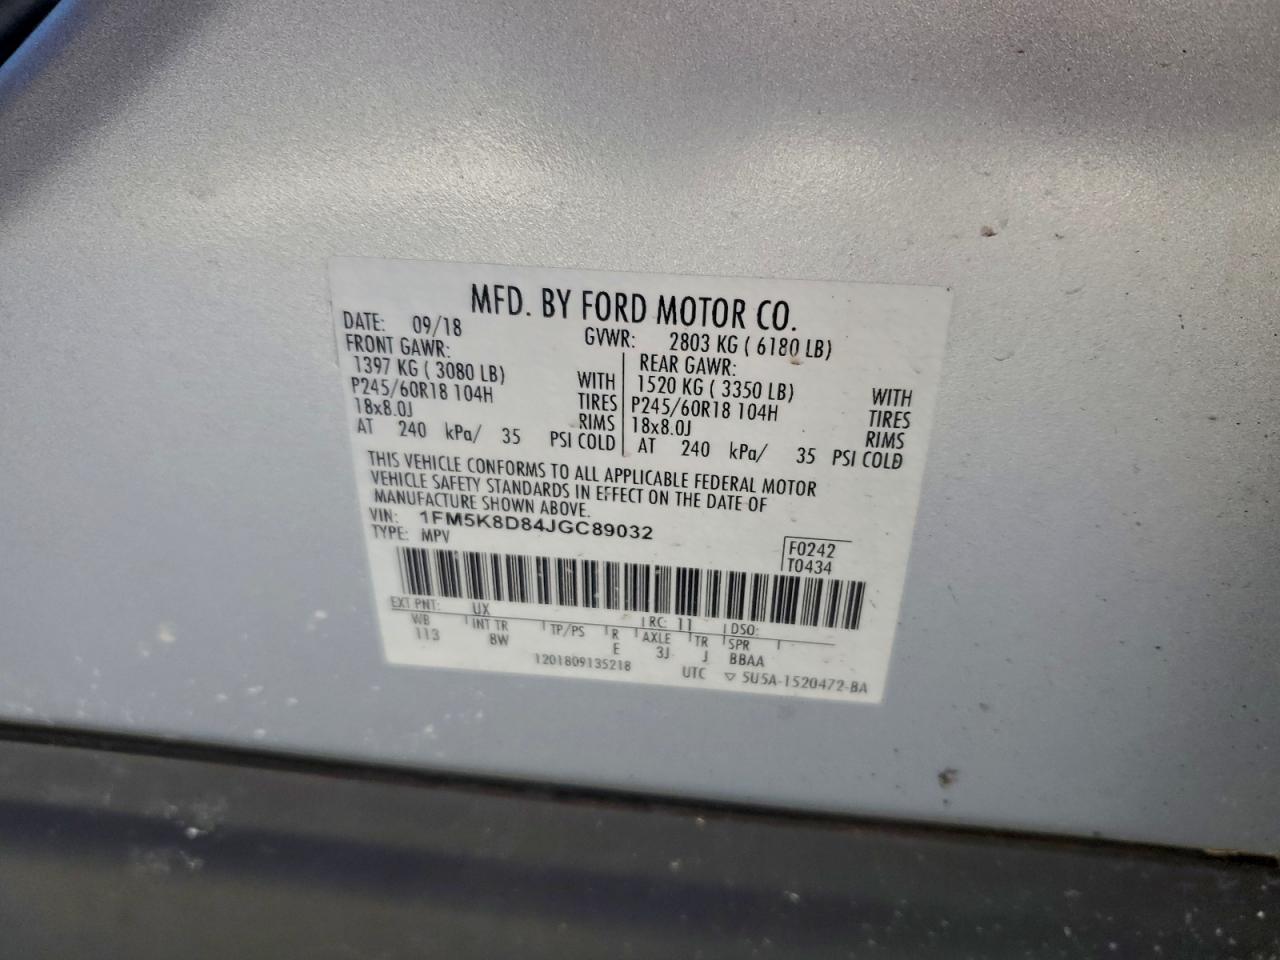 MFD. BY FORD MOTOR CO.
DATE: 09/18 GVWR: 2803 KG ( 6180 LB)
FRONT GAWR: REAR GAWR:
1397 KG ( 3080 LB) WITH 1520 KG ( 3350 LB) WITH
P245/60R18 104H TIRES P245/60R18 104H TIRES
18x8.0J RIMS 18x8.0J RIMS
AT 240 kPa/ 35 PSI COLD AT 240 kPa/ 35 PSI COLD
THIS VEHICLE CONFORMS TO ALL APPLICABLE FEDERAL MOTOR
VEHICLE SAFETY STANDARDS IN EFFECT ON THE DATE OF
MANUFACTURE SHOWN ABOVE.
VIN: 1FM5K8D84JGC89032
TYPE: MPV
F0242
T0434
EXT PNT: UX RC: 11 DSO:
WB INT TR TP/PS R AXLE TR SPR
113 8W E 3J J BBAA
1201809135218 UTC ▽ 5U5A-1520472-BA